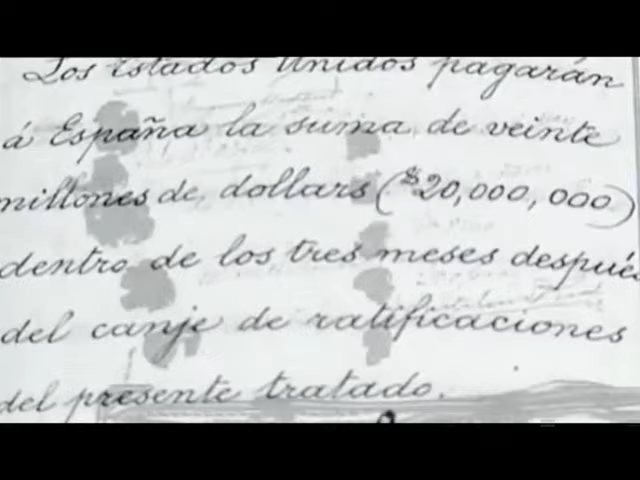 Los Estados Unidos pagarán
á España la suma de veinte
millones de dollars ($20,000,000)
dentro de los tres meses despué
del canje de ratificaciones
del presente tratado.